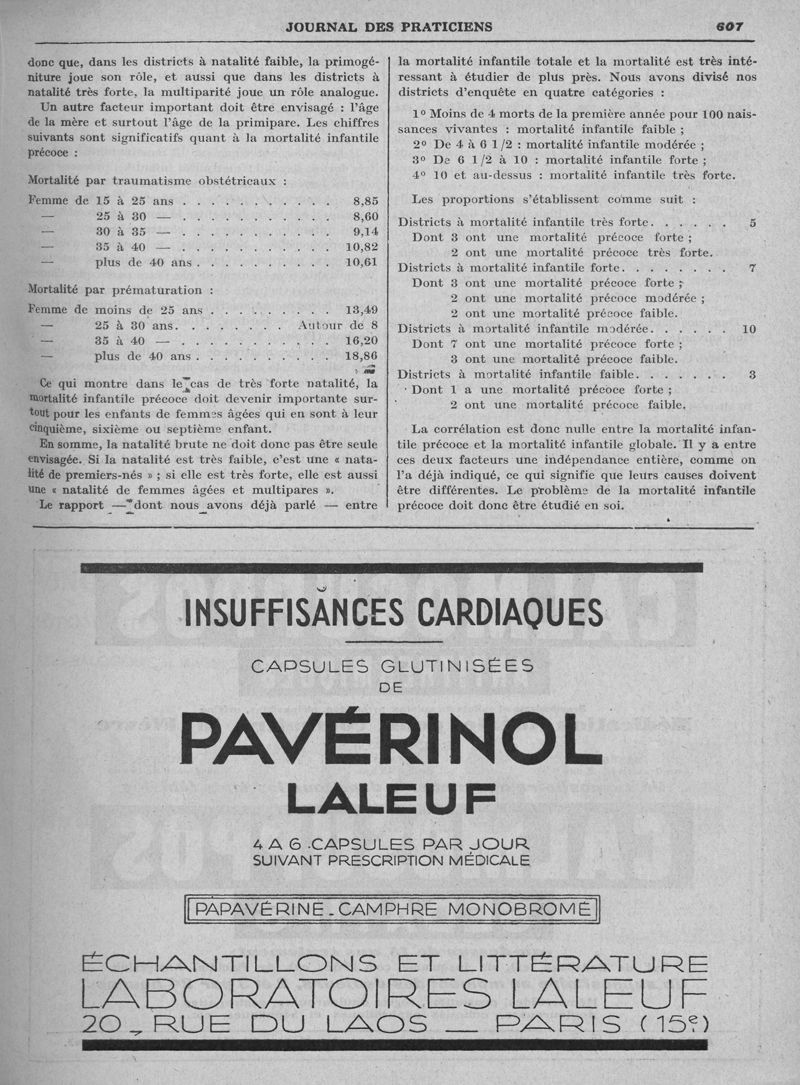 JOURNAL DES PRATICIENS 607
donc que, dans les districts à natalité faible, la primogé-
niture joue son rôle, et aussi que dans les districts à
natalité très forte, la multiparité joue un rôle analogue.
Un autre facteur important doit être envisagé : l'âge
de la mère et surtout l'âge de la primipare. Les chiffres
suivants sont significatifs quant à la mortalité infantile
précoce :
Mortalité par traumatisme obstétricaux :
Femme de 15 à 25 ans . . . . . . . . . . . 8,85
— 25 à 30 — . . . . . . . . . . . 8,60
— 30 à 35 — . . . . . . . . . . . 9,14
— 35 à 40 — . . . . . . . . . . . 10,82
— plus de 40 ans . . . . . . . . . . 10,61
Mortalité par prématuration :
Femme de moins de 25 ans . . . . . . . . . 13,49
— 25 à 30 ans. . . . . . . . Autour de 8
— 35 à 40 — . . . . . . . . . . . 16,20
— plus de 40 ans . . . . . . . . . . 18,86
Ce qui montre dans le cas de très forte natalité, la
mortalité infantile précoce doit devenir importante sur-
tout pour les enfants de femmes âgées qui en sont à leur
cinquième, sixième ou septième enfant.
En somme, la natalité brute ne doit donc pas être seule
envisagée. Si la natalité est très faible, c'est une « nata-
lité de premiers-nés » ; si elle est très forte, elle est aussi
une « natalité de femmes âgées et multipares ».
Le rapport — dont nous avons déjà parlé — entre
la mortalité infantile totale et la mortalité est très inté-
ressant à étudier de plus près. Nous avons divisé nos
districts d'enquête en quatre catégories :
1º Moins de 4 morts de la première année pour 100 nais-
sances vivantes : mortalité infantile faible ;
2º De 4 à 6 1/2 : mortalité infantile modérée ;
3º De 6 1/2 à 10 : mortalité infantile forte ;
4º 10 et au-dessus : mortalité infantile très forte.
Les proportions s'établissent comme suit :
Districts à mortalité infantile très forte. . . . . . 5
Dont 3 ont une mortalité précoce forte ;
2 ont une mortalité précoce très forte.
Districts à mortalité infantile forte. . . . . . . . 7
Dont 3 ont une mortalité précoce forte ;
2 ont une mortalité précoce modérée ;
2 ont une mortalité précoce faible.
Districts à mortalité infantile modérée. . . . . . 10
Dont 7 ont une mortalité précoce forte ;
3 ont une mortalité précoce faible.
Districts à mortalité infantile faible. . . . . . . 3
Dont 1 a une mortalité précoce forte ;
2 ont une mortalité précoce faible.
La corrélation est donc nulle entre la mortalité infan-
tile précoce et la mortalité infantile globale. Il y a entre
ces deux facteurs une indépendance entière, comme on
l'a déjà indiqué, ce qui signifie que leurs causes doivent
être différentes. Le problème de la mortalité infantile
précoce doit donc être étudié en soi.
INSUFFISANCES CARDIAQUES
CAPSULES GLUTINISÉES
DE
PAVÉRINOL
LALEUF
4 A 6 CAPSULES PAR JOUR
SUIVANT PRESCRIPTION MÉDICALE
PAPAVÉRINE _ CAMPHRE MONOBROMÉ
ÉCHANTILLONS ET LITTÉRATURE
LABORATOIRES LALEUF
20, RUE DU LAOS _ PARIS (15e)